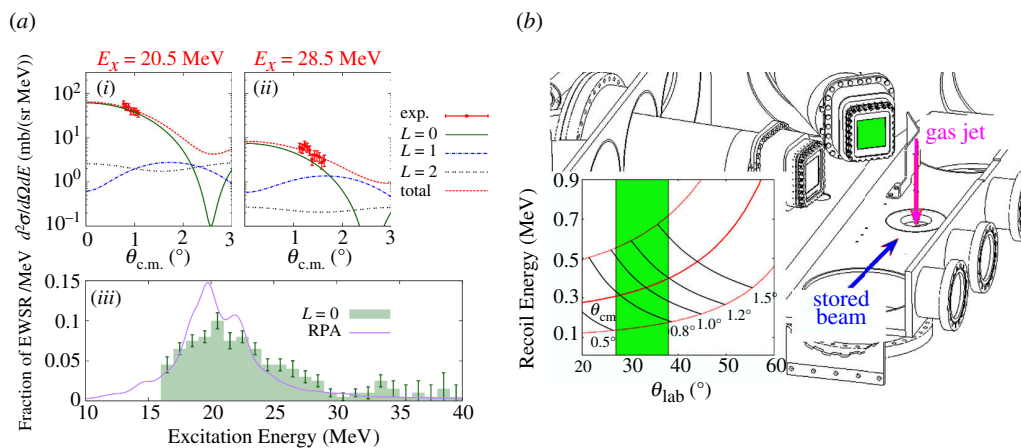 (a)
E_x = 20.5 MeV
E_x = 28.5 MeV
d²σ/dΩdE (mb/(sr MeV))
10²
10¹
10⁰
10⁻¹
(i)
(ii)
exp.
L = 0
L = 1
L = 2
total
0 1 2 3
0 1 2 3
θc.m. (°)
θc.m. (°)
Fraction of EWSR /MeV
0.15
0.10
0.05
0
(iii)
L = 0
RPA
10 15 20 25 30 35 40
Excitation Energy (MeV)
(b)
gas jet
stored
beam
Recoil Energy (MeV)
0.9
0.7
0.5
0.3
0.1
θcm
0.5°
0.8°
1.0°
1.2°
1.5°
20 30 40 50 60
θlab (°)